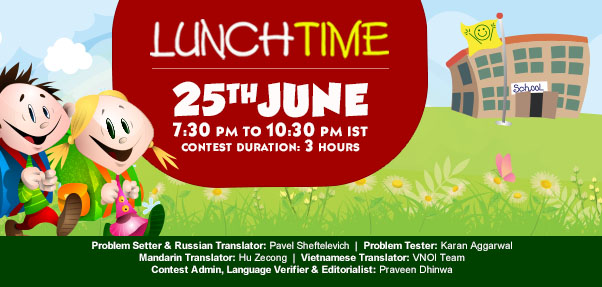 LUNCHTIME
25TH JUNE
7:30 PM TO 10:30 PM IST
CONTEST DURATION: 3 HOURS
SCHOOL
Problem Setter & Russian Translator: Pavel Sheftelevich | Problem Tester: Karan Aggarwal
Mandarin Translator: Hu Zecong | Vietnamese Translator: VNOI Team
Contest Admin, Language Verifier & Editorialist: Praveen Dhinwa